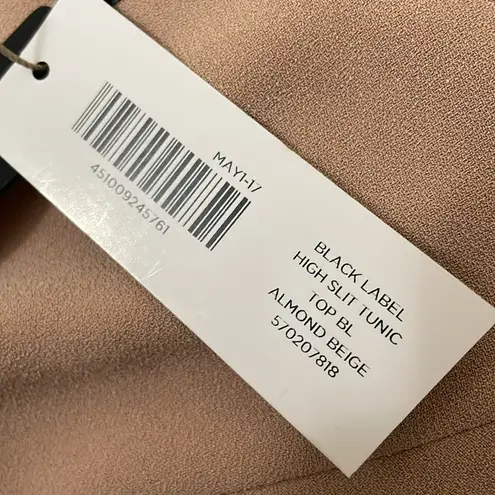 MAY1-17
451009245761
BLACK LABEL
HIGH SLIT TUNIC
TOP BL
ALMOND BEIGE
570207818